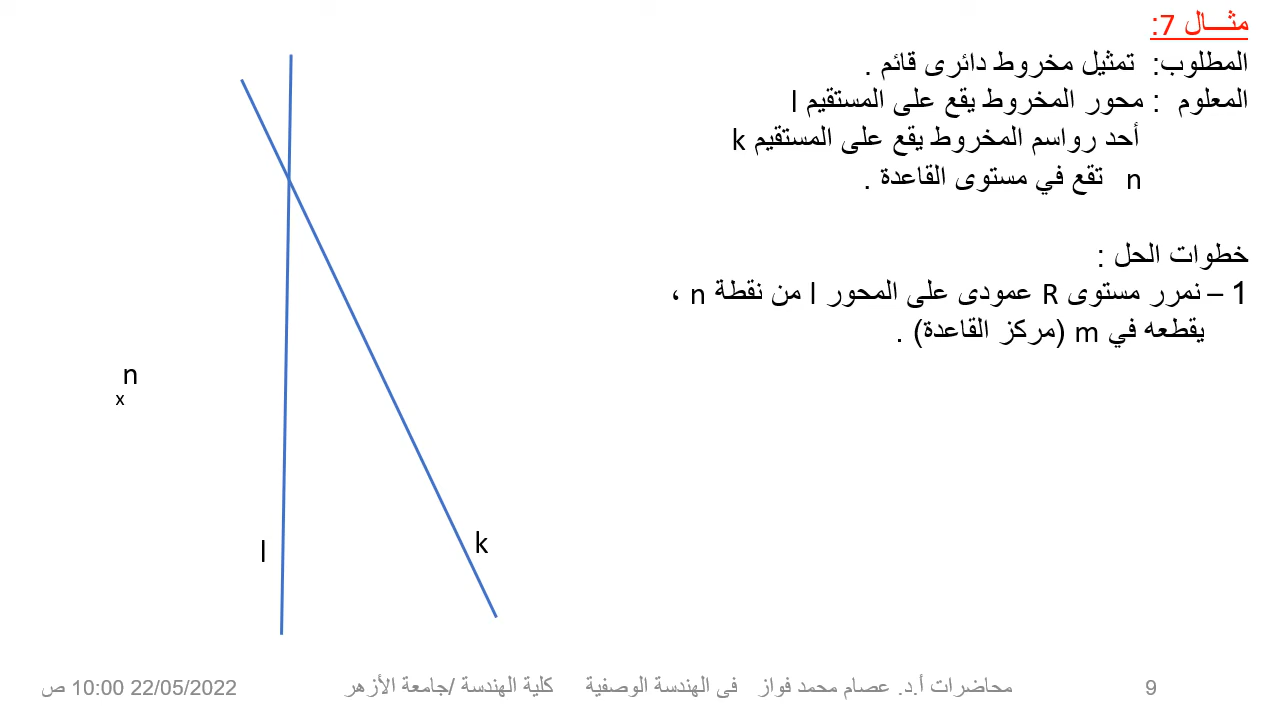 مثـــال 7:
المطلوب: تمثيل مخروط دائرى قائم .
المعلوم : محور المخروط يقع على المستقيم l
أحد رواسم المخروط يقع على المستقيم k
n تقع في مستوى القاعدة .
خطوات الحل :
1 – نمرر مستوى R عمودى على المحور l من نقطة n ،
يقطعه في m (مركز القاعدة) .
n
x
l
k
22/05/2022 10:00 ص
محاضرات أ.د. عصام محمد فواز فى الهندسة الوصفية كلية الهندسة /جامعة الأزهر
9